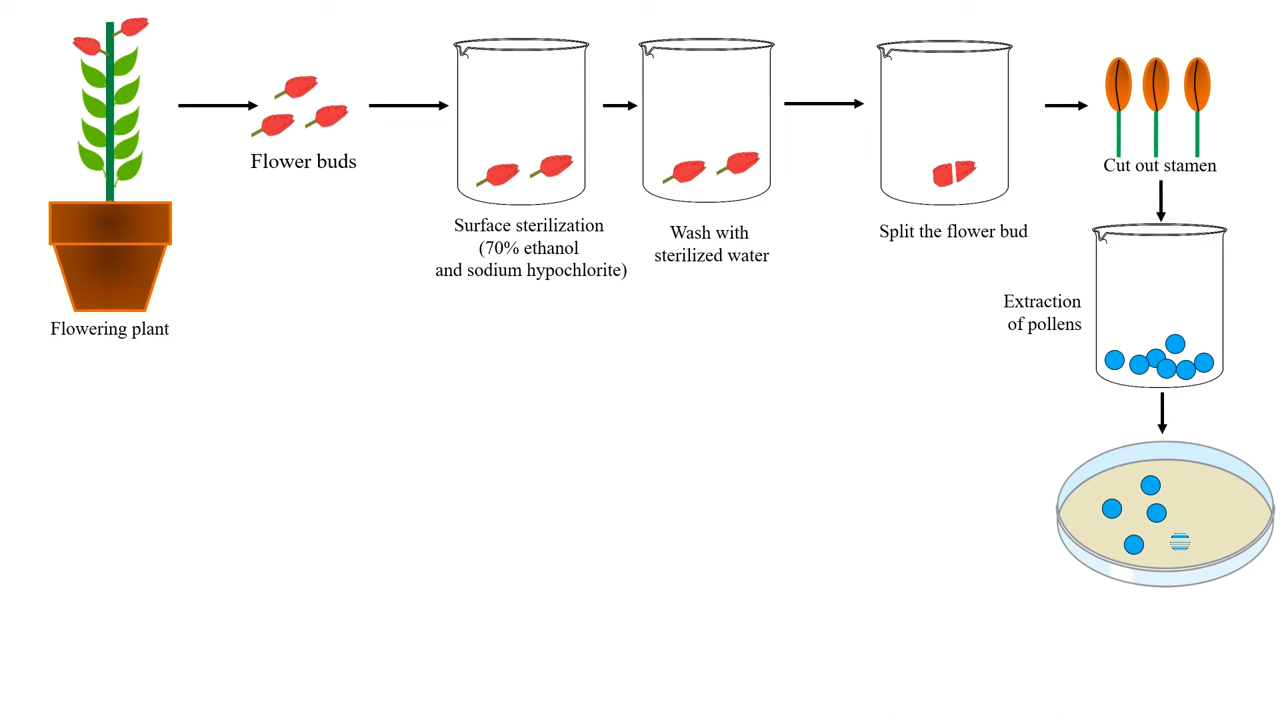 Flowering plant
Flower buds
Surface sterilization
(70% ethanol
and sodium hypochlorite)
Wash with
sterilized water
Split the flower bud
Cut out stamen
Extraction
of pollens